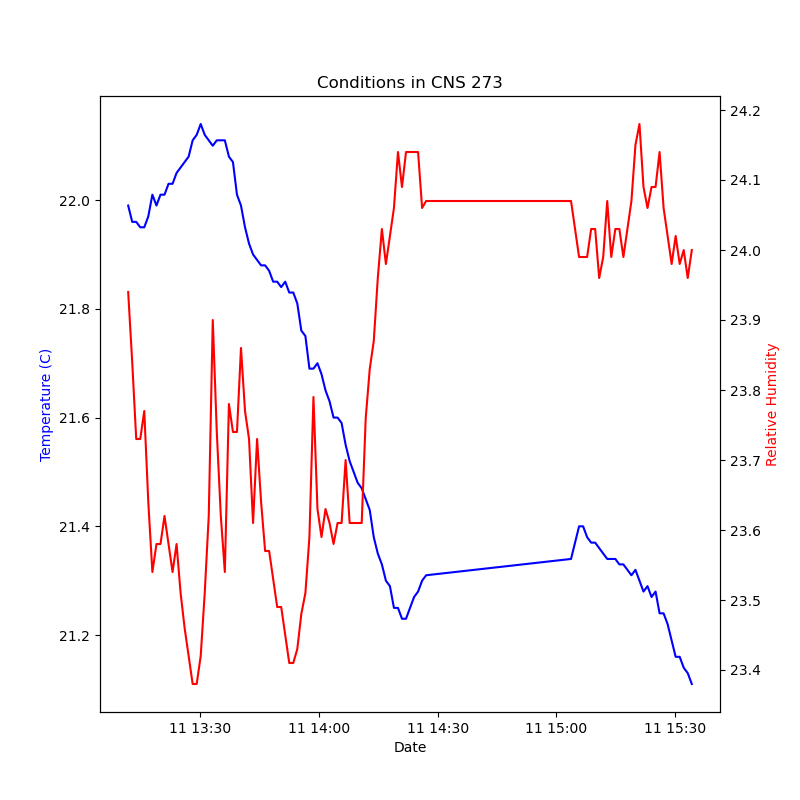 Conditions in CNS 273
Temperature (C)
22.0
21.8
21.6
21.4
21.2
24.2
24.1
24.0
23.9
23.8
23.7
23.6
23.5
23.4
Relative Humidity
11 13:30 11 14:00 11 14:30 11 15:00 11 15:30
Date